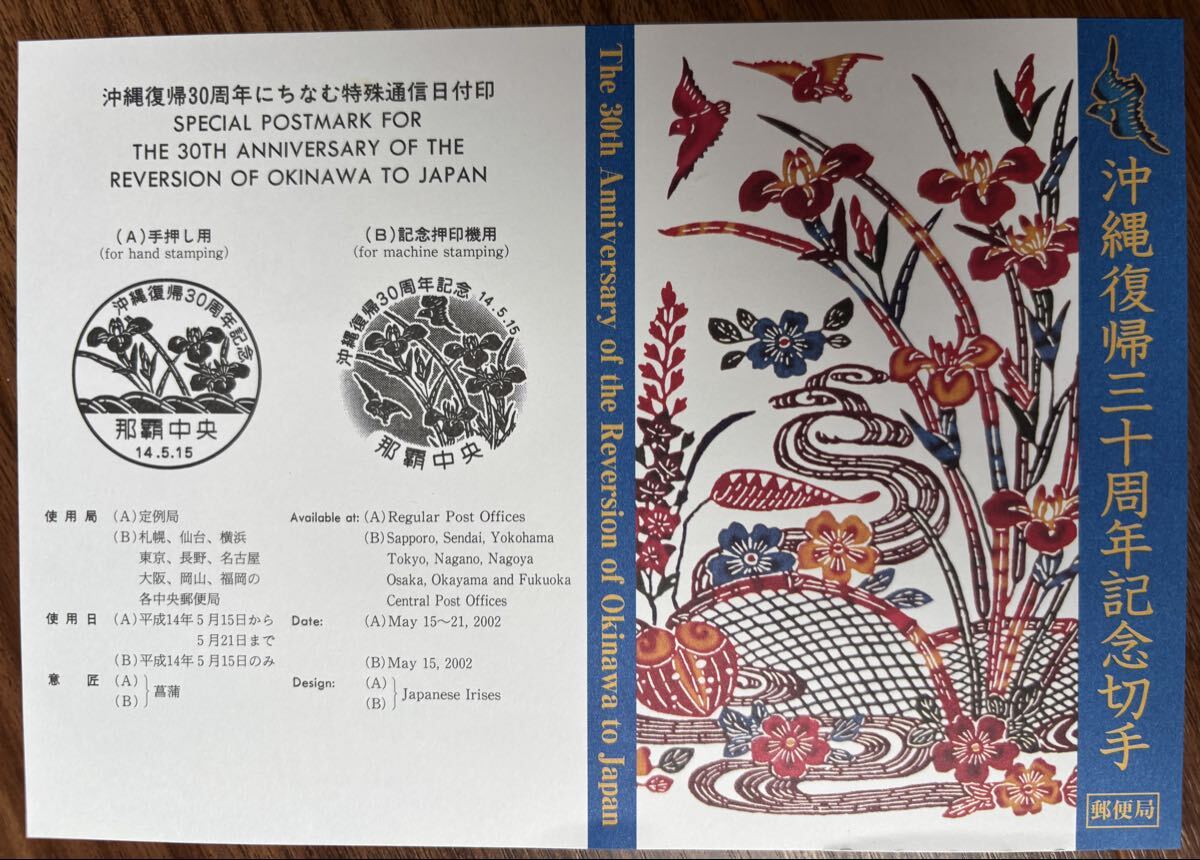 沖縄復帰30周年にちなむ特殊通信日付印
SPECIAL POSTMARK FOR
THE 30TH ANNIVERSARY OF THE
REVERSION OF OKINAWA TO JAPAN
(A)手押し用
(for hand stamping)
(B)記念押印機用
(for machine stamping)
沖縄復帰30周年記念
那覇中央
14.5.15
沖縄復帰30周年記念 14.5.15
那覇中央
使用局 (A)定例局
(B)札幌、仙台、横浜
東京、長野、名古屋
大阪、岡山、福岡の
各中央郵便局
使用日 (A)平成14年5月15日から
5月21日まで
(B)平成14年5月15日のみ
意匠 (A)
(B) 菖蒲
Available at: (A)Regular Post Offices
(B)Sapporo, Sendai, Yokohama
Tokyo, Nagano, Nagoya
Osaka, Okayama and Fukuoka
Central Post Offices
Date: (A)May 15～21, 2002
(B)May 15, 2002
Design: (A)
(B) Japanese Irises
The 30th Anniversary of the Reversion of Okinawa to Japan
沖縄復帰三十周年記念切手
郵便局